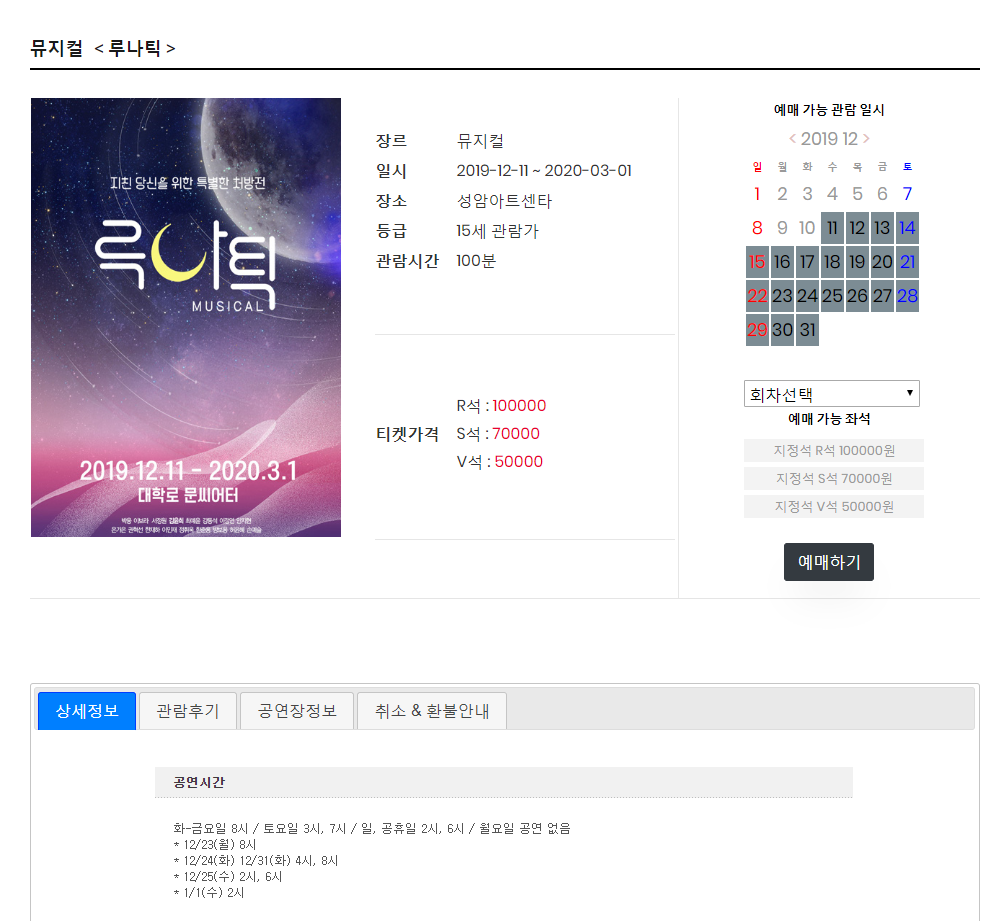 뮤지컬 < 루나틱 >
지친 당신을 위한 특별한 처방전
루나틱
MUSICAL
2019.12.11 - 2020.3.1
대학로 문씨어터
장르 뮤지컬
일시 2019-12-11 ~ 2020-03-01
장소 성암아트센타
등급 15세 관람가
관람시간 100분
R석 : 100000
티켓가격 S석 : 70000
V석 : 50000
예매 가능 관람 일시
< 2019 12 >
일 월 화 수 목 금 토
1 2 3 4 5 6 7
8 9 10 11 12 13 14
15 16 17 18 19 20 21
22 23 24 25 26 27 28
29 30 31
회차선택 ▼
예매 가능 좌석
지정석 R석 100000원
지정석 S석 70000원
지정석 V석 50000원
예매하기
상세정보 관람후기 공연장정보 취소 & 환불안내
공연시간
화-금요일 8시 / 토요일 3시, 7시 / 일, 공휴일 2시, 6시 / 월요일 공연 없음
* 12/23(월) 8시
* 12/24(화) 12/31(화) 4시, 8시
* 12/25(수) 2시, 6시
* 1/1(수) 2시